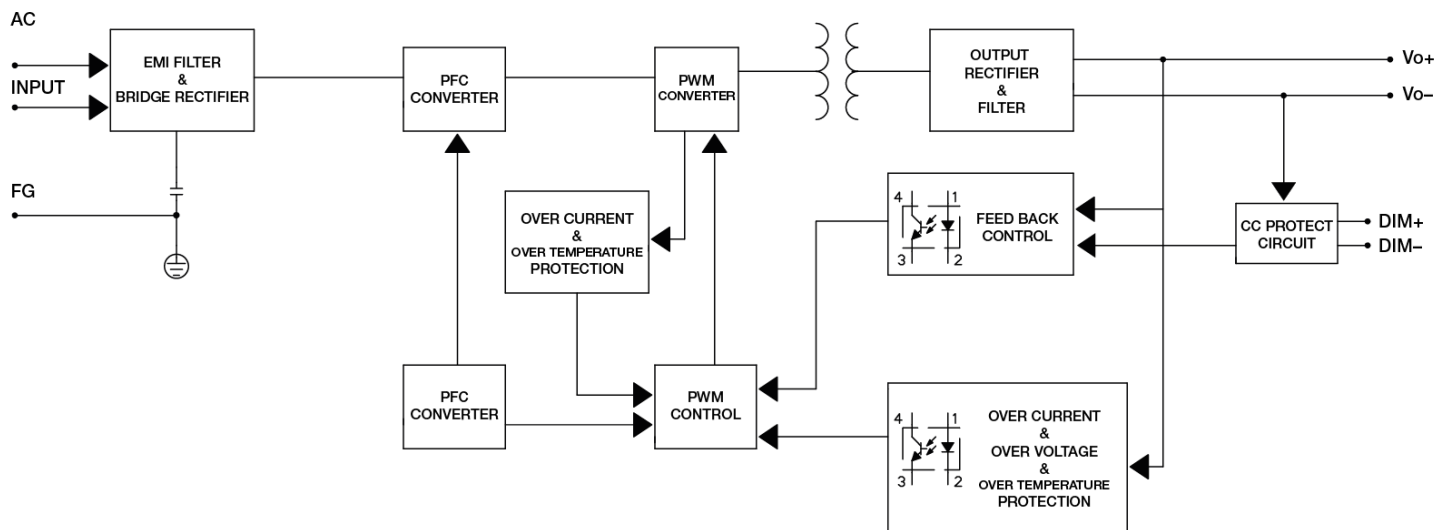 AC
INPUT
FG
EMI FILTER
&
BRIDGE RECTIFIER
PFC
CONVERTER
PWM
CONVERTER
OUTPUT
RECTIFIER
&
FILTER
Vo+
Vo–
OVER CURRENT
&
OVER TEMPERATURE
PROTECTION
4 1
3 2
FEED BACK
CONTROL
CC PROTECT
CIRCUIT
DIM+
DIM–
PFC
CONVERTER
PWM
CONTROL
4 1
3 2
OVER CURRENT
&
OVER VOLTAGE
&
OVER TEMPERATURE
PROTECTION